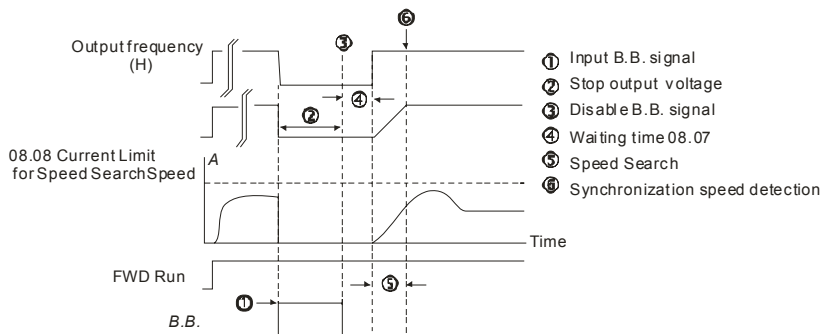 ⑥
Output frequency
(H)
③
④
②
① Input B.B. signal
② Stop output voltage
③ Disable B.B. signal
④ Waiting time 08.07
⑤ Speed Search
⑥ Synchronization speed detection
08.08 Current Limit
for Speed SearchSpeed
A
Time
FWD Run
⑤
①
B.B.